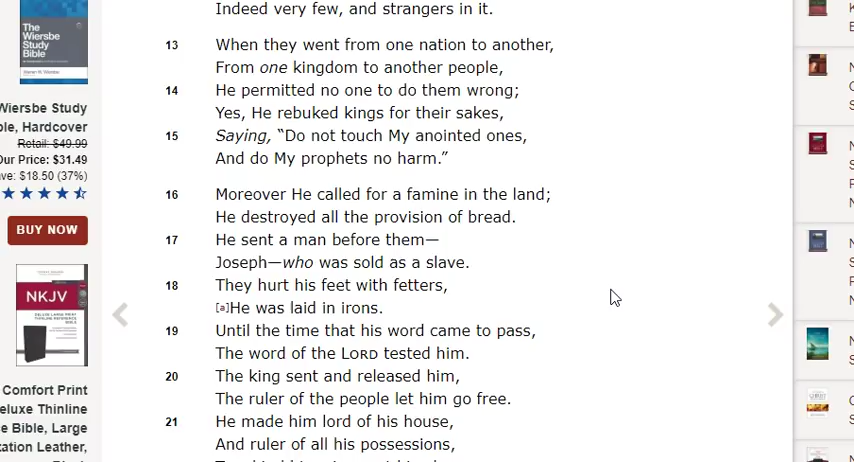 Indeed very few, and strangers in it.
13 When they went from one nation to another,
From one kingdom to another people,
14 He permitted no one to do them wrong;
Yes, He rebuked kings for their sakes,
15 Saying, “Do not touch My anointed ones,
And do My prophets no harm.”
16 Moreover He called for a famine in the land;
He destroyed all the provision of bread.
17 He sent a man before them—
Joseph—who was sold as a slave.
18 They hurt his feet with fetters,
[a]He was laid in irons.
19 Until the time that his word came to pass,
The word of the LORD tested him.
20 The king sent and released him,
The ruler of the people let him go free.
21 He made him lord of his house,
And ruler of all his possessions,
The
Wiersbe
Study
Bible
Wiersbe Study
ble, Hardcover
Retail: $49.99
Our Price: $31.49
ve: $18.50 (37%)
BUY NOW
NKJV
Comfort Print
eluxe Thinline
e Bible, Large
tation Leather,